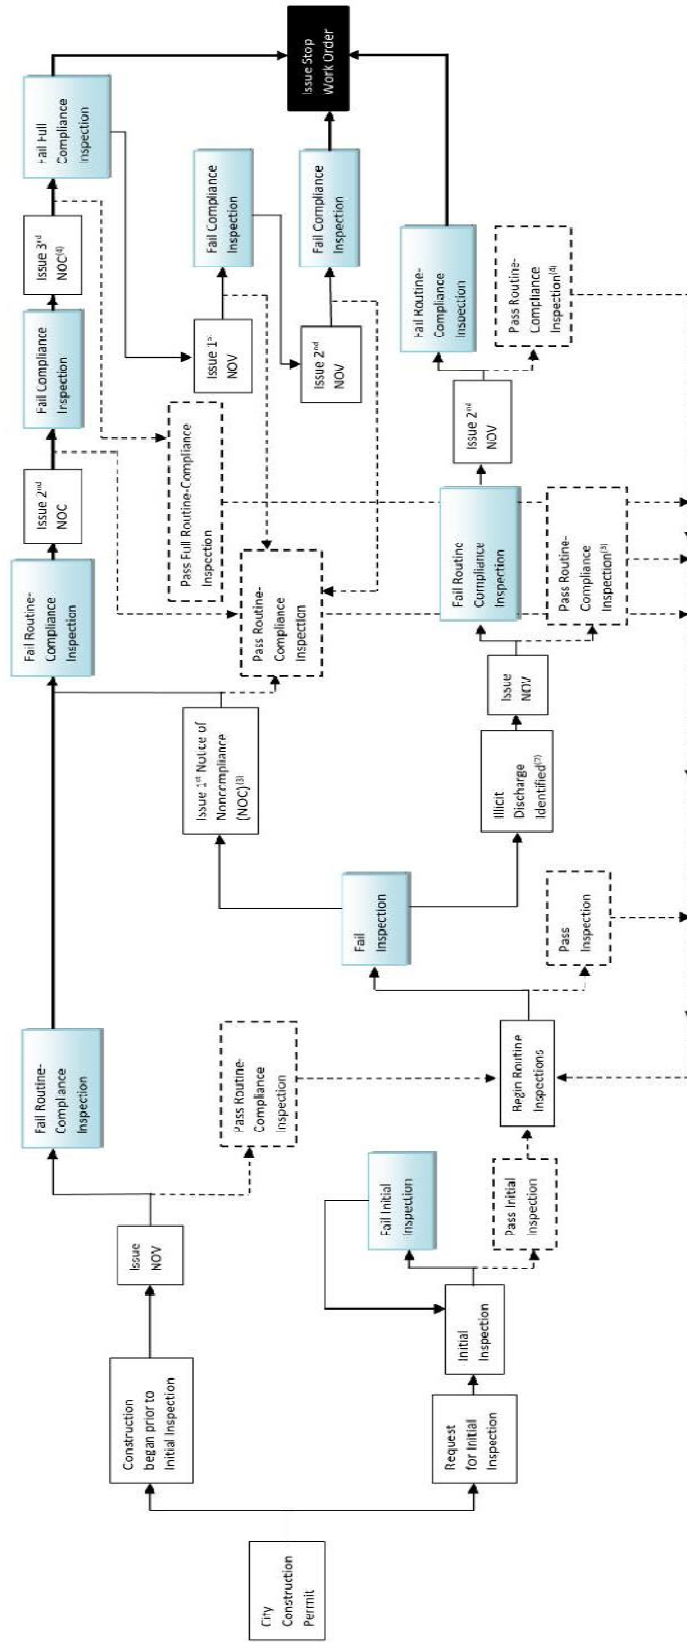 City
Construction
Permit
Construction
began prior to
Initial Inspection
Request
for Initial
Inspection
Issue
NOV
Initial
Inspection
Fail Routine-
Compliance
Inspection
Pass Routine-
Compliance
Inspection
Fail Initial
Inspection
Pass Initial
Inspection
Begin Routine
Inspections
Fail
Inspection
Pass
Inspection
Issue 1st Notice of
Noncompliance
(NOC)(3)
Illicit
Discharge
Identified(7)
Issue
NOV
Fail Routine-
Compliance
Inspection
Pass Routine-
Compliance
Inspection
Fail Routine
Compliance
Inspection
Pass Routine-
Compliance
Inspection(3)
Issue 2nd
NOC
Pass Full Routine-Compliance
Inspection
Fail Compliance
Inspection
Issue 1st
NOV
Issue 2nd
NOV
Issue 2nd
NOV
Issue 3rd
NOC(4)
Fail Compliance
Inspection
Fail Compliance
Inspection
Fail Routine-
Compliance
Inspection
Pass Routine-
Compliance
Inspection(4)
Fail Full
Compliance
Inspection
Issue Stop
Work Order